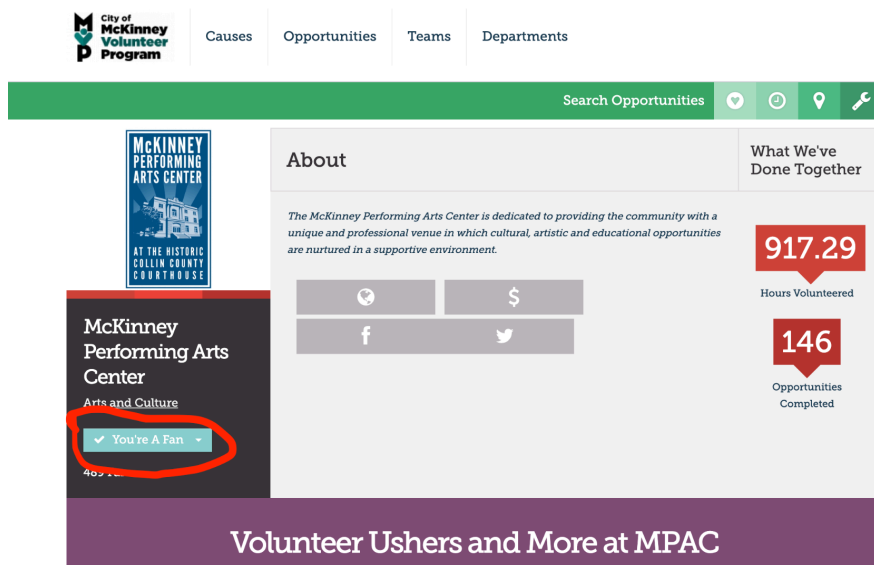 City of
McKinney
Volunteer
Program
Causes
Opportunities
Teams
Departments
Search Opportunities
McKINNEY
PERFORMING
ARTS CENTER
AT THE HISTORIC
COLLIN COUNTY
COURTHOUSE
McKinney
Performing Arts
Center
Arts and Culture
You're A Fan
About
The McKinney Performing Arts Center is dedicated to providing the community with a
unique and professional venue in which cultural, artistic and educational opportunities
are nurtured in a supportive environment.
$
f
What We've
Done Together
917.29
Hours Volunteered
146
Opportunities
Completed
Volunteer Ushers and More at MPAC